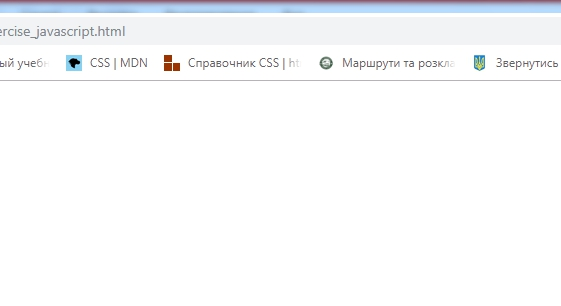 ercise_javascript.html
ый учебн CSS | MDN Справочник CSS | ht Маршрути та розкла Звернутись